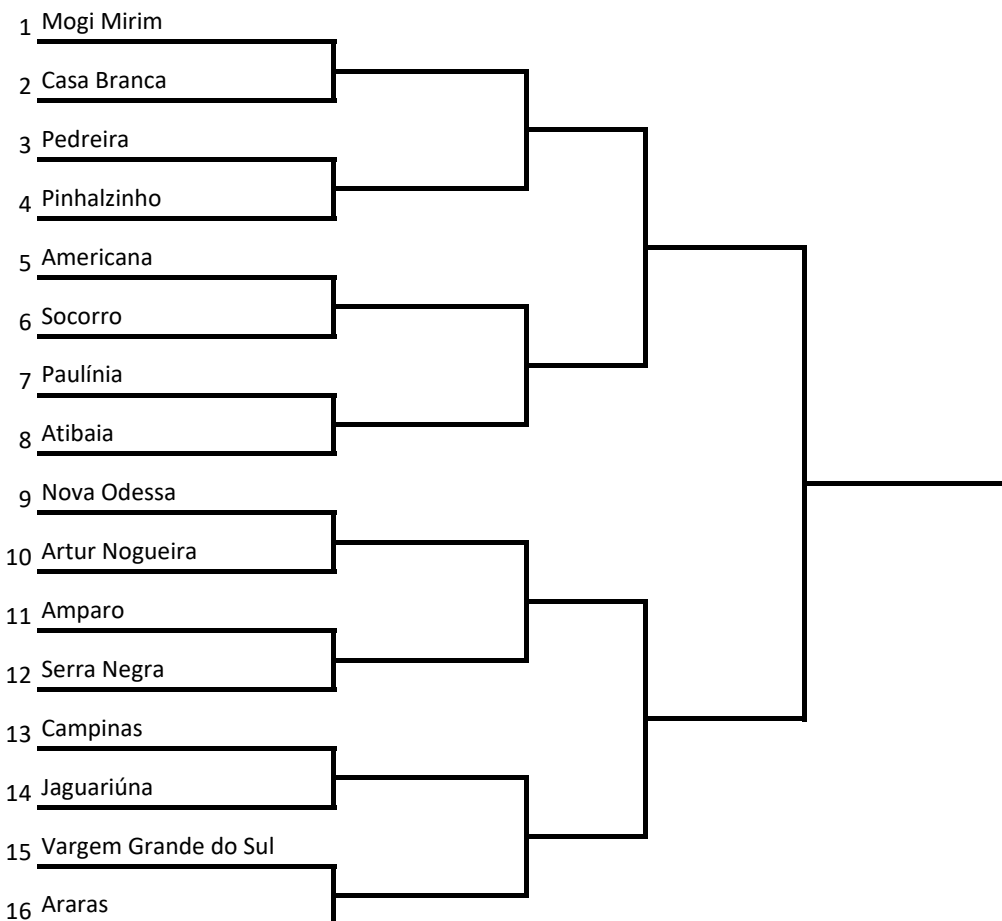 1 Mogi Mirim
2 Casa Branca
3 Pedreira
4 Pinhalzinho
5 Americana
6 Socorro
7 Paulínia
8 Atibaia
9 Nova Odessa
10 Artur Nogueira
11 Amparo
12 Serra Negra
13 Campinas
14 Jaguariúna
15 Vargem Grande do Sul
16 Araras